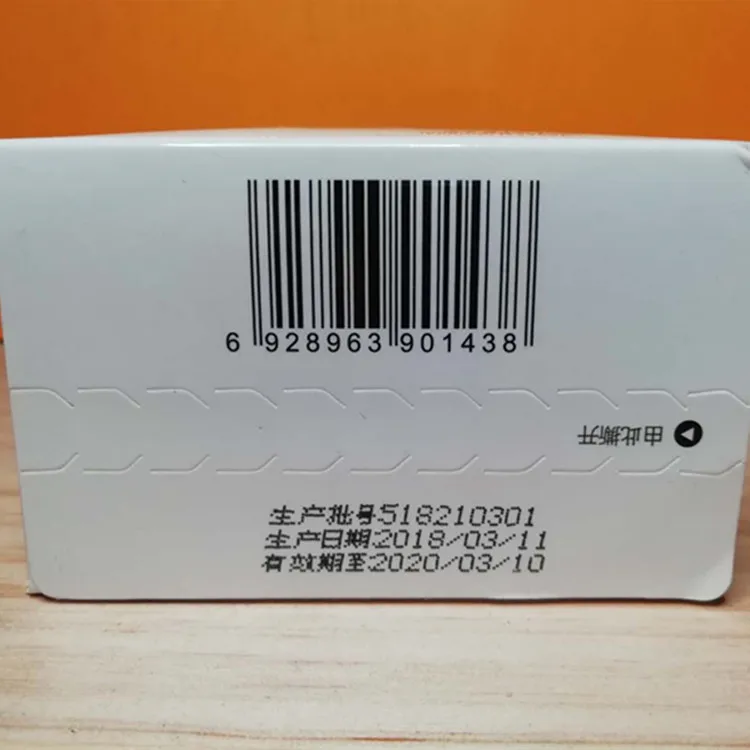 6 928963 901438
由此撕开
生产批号518210301
生产日期2018/03/11
有效期至2020/03/10